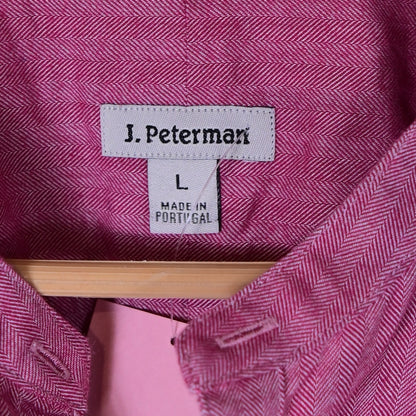 J. Peterman
L
MADE IN
PORTUGAL